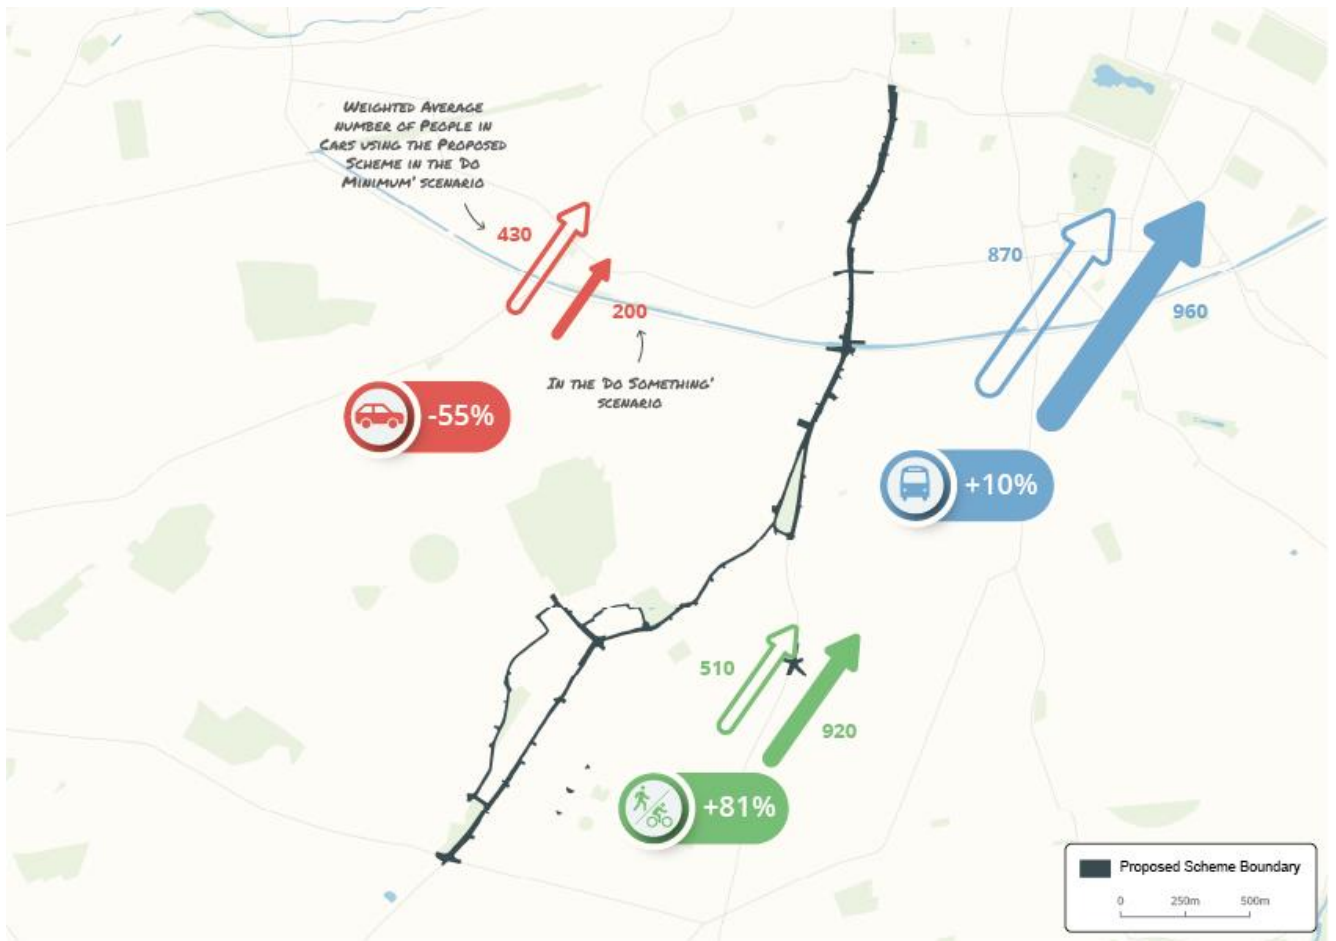 WEIGHTED AVERAGE
NUMBER OF PEOPLE IN
CARS USING THE PROPOSED
SCHEME IN THE 'DO
MINIMUM' SCENARIO
430
200
IN THE 'DO SOMETHING'
SCENARIO
-55%
870
960
+10%
510
920
+81%
Proposed Scheme Boundary
0 250m 500m